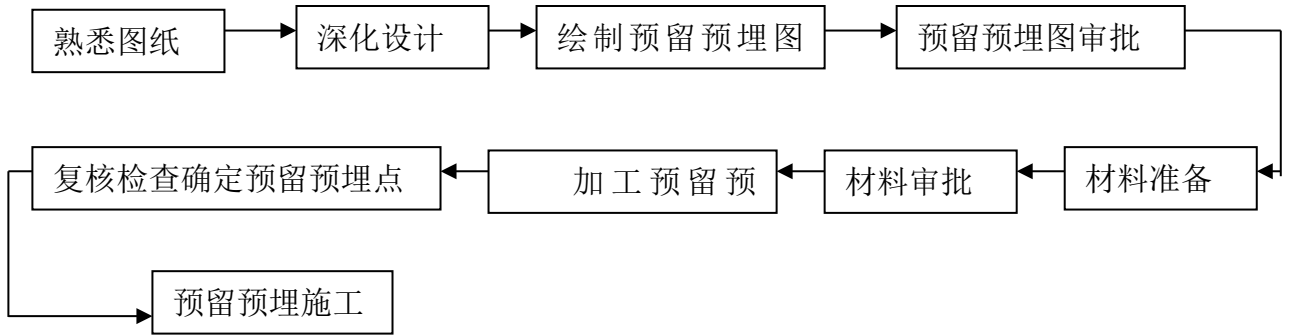 熟悉图纸
深化设计
绘制预留预埋图
预留预埋图审批
材料准备
材料审批
加工预留预
复核检查确定预留预埋点
预留预埋施工